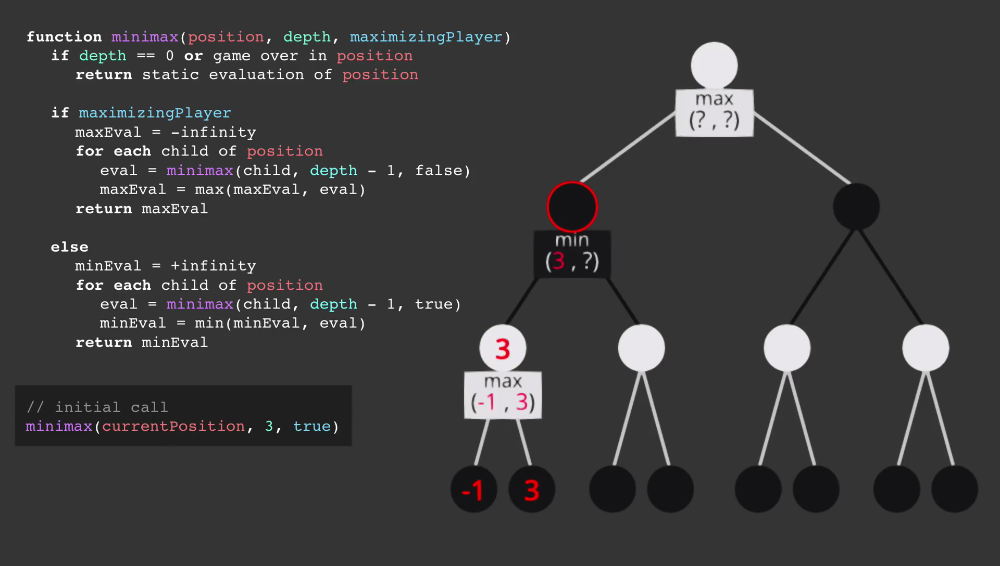 function minimax(position, depth, maximizingPlayer)
if depth == 0 or game over in position
return static evaluation of position
if maximizingPlayer
maxEval = -infinity
for each child of position
eval = minimax(child, depth - 1, false)
maxEval = max(maxEval, eval)
return maxEval
else
minEval = +infinity
for each child of position
eval = minimax(child, depth - 1, true)
minEval = min(minEval, eval)
return minEval
// initial call
minimax(currentPosition, 3, true)
max
(? , ?)
min
(3 , ?)
3
max
(-1 , 3)
-1
3